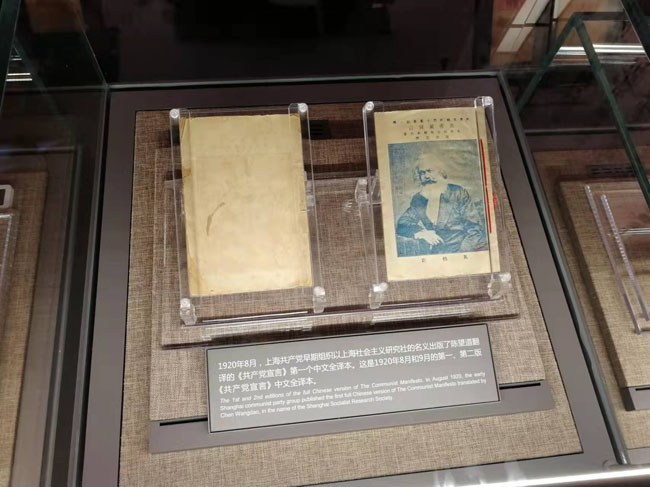 1920年8月，上海共产党早期组织以上海社会主义研究社的名义出版了陈望道翻
译的《共产党宣言》第一个中文全译本。这是1920年8月和9月的第一、第二版
《共产党宣言》中文全译本。
The 1st and 2nd editions of the full Chinese version of The Communist Manifesto. In August 1920, the early
Shanghai communist party group published the first full Chinese version of The Communist Manifesto translated by
Chen Wangdao, in the name of the Shanghai Socialist Research Society.